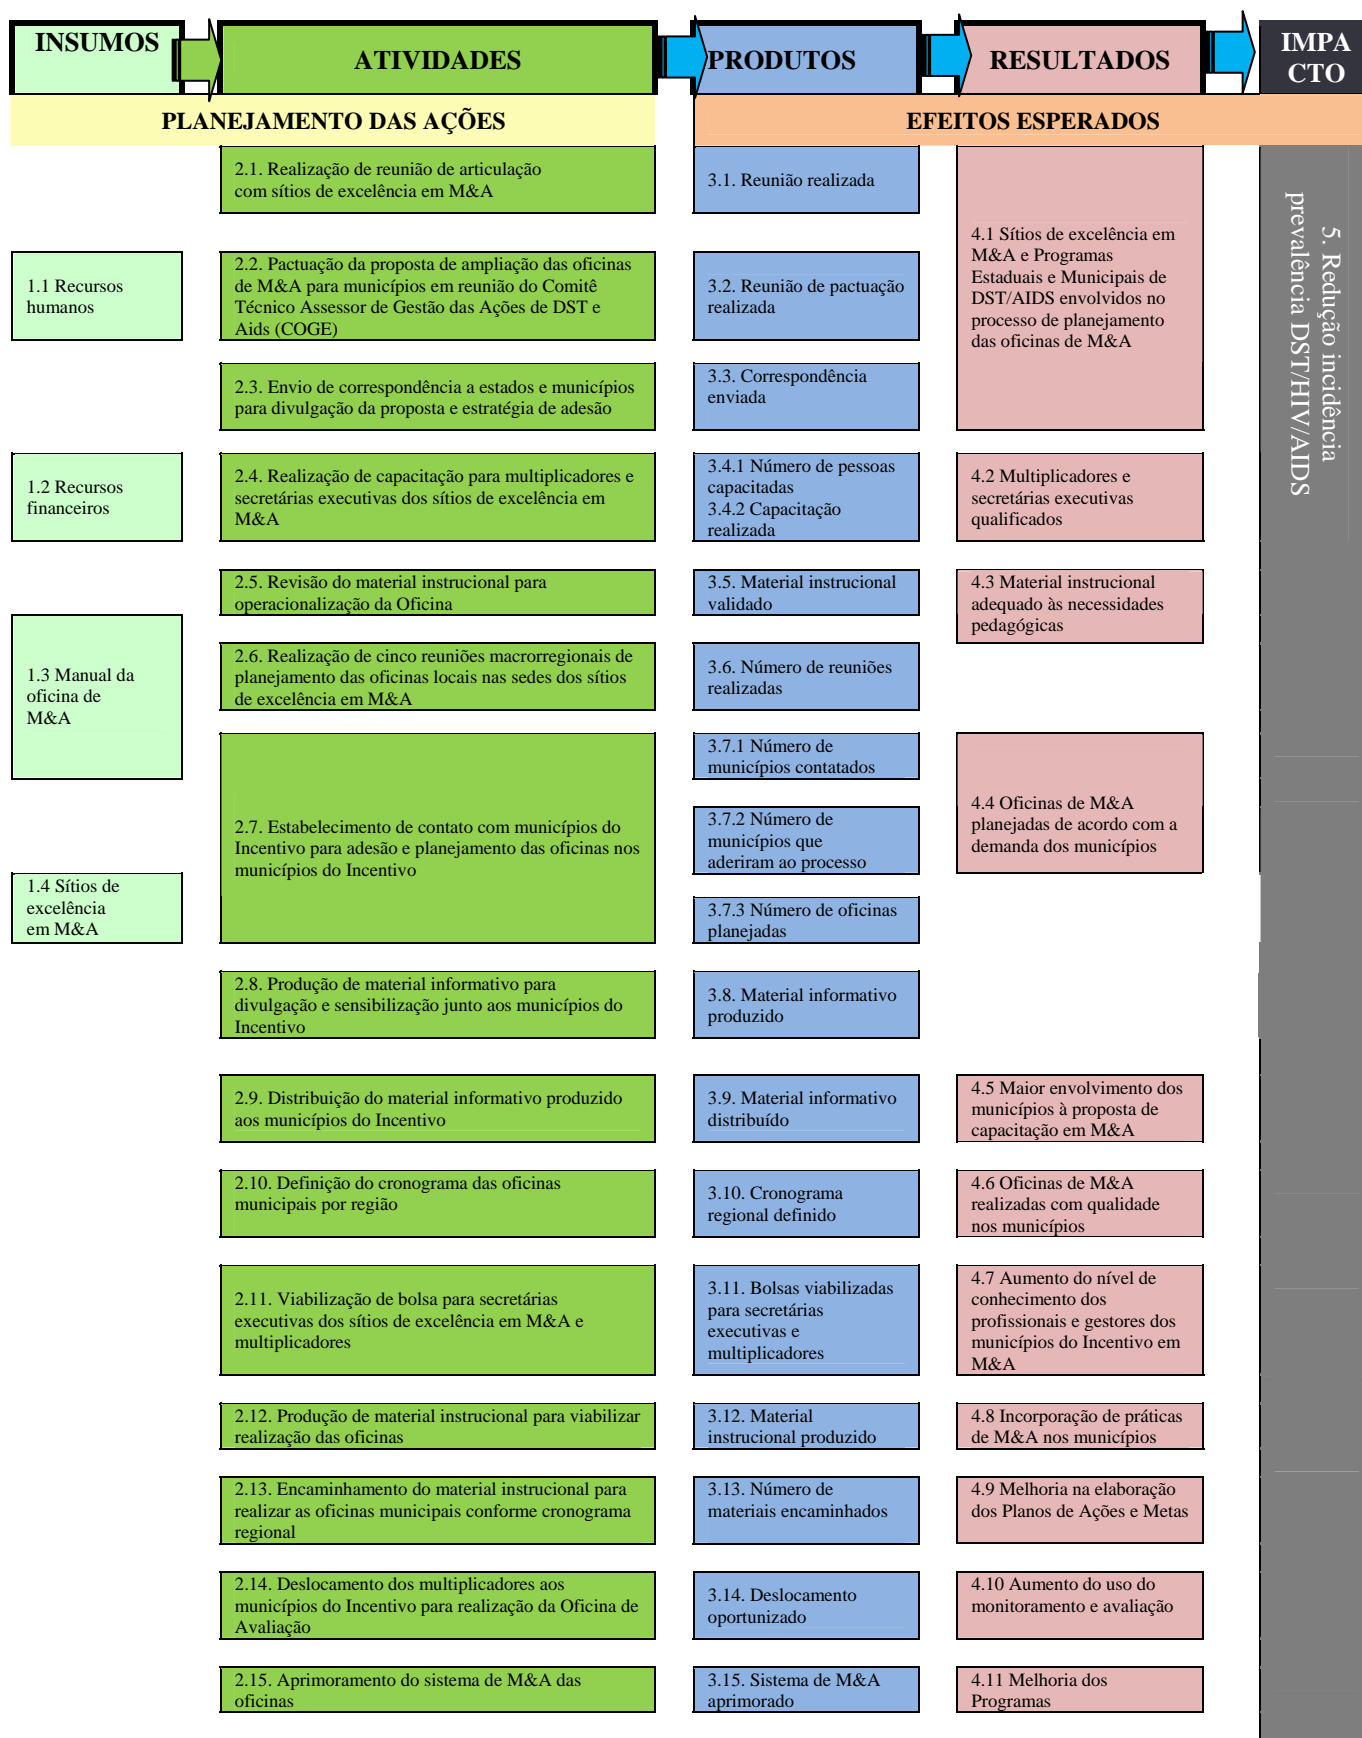 INSUMOS
ATIVIDADES
PRODUTOS
RESULTADOS
IMPA
CTO
PLANEJAMENTO DAS AÇÕES
EFEITOS ESPERADOS
1.1 Recursos
humanos
1.2 Recursos
financeiros
1.3 Manual da
oficina de
M&A
1.4 Sítios de
excelência
em M&A
2.1. Realização de reunião de articulação
com sítios de excelência em M&A
2.2. Pactuação da proposta de ampliação das oficinas
de M&A para municípios em reunião do Comitê
Técnico Assessor de Gestão das Ações de DST e
Aids (COGE)
2.3. Envio de correspondência a estados e municípios
para divulgação da proposta e estratégia de adesão
2.4. Realização de capacitação para multiplicadores e
secretárias executivas dos sítios de excelência em
M&A
2.5. Revisão do material instrucional para
operacionalização da Oficina
2.6. Realização de cinco reuniões macrorregionais de
planejamento das oficinas locais nas sedes dos sítios
de excelência em M&A
2.7. Estabelecimento de contato com municípios do
Incentivo para adesão e planejamento das oficinas nos
municípios do Incentivo
2.8. Produção de material informativo para
divulgação e sensibilização junto aos municípios do
Incentivo
2.9. Distribuição do material informativo produzido
aos municípios do Incentivo
2.10. Definição do cronograma das oficinas
municipais por região
2.11. Viabilização de bolsa para secretárias
executivas dos sítios de excelência em M&A e
multiplicadores
2.12. Produção de material instrucional para viabilizar
realização das oficinas
2.13. Encaminhamento do material instrucional para
realizar as oficinas municipais conforme cronograma
regional
2.14. Deslocamento dos multiplicadores aos
municípios do Incentivo para realização da Oficina de
Avaliação
2.15. Aprimoramento do sistema de M&A das
oficinas
3.1. Reunião realizada
3.2. Reunião de pactuação
realizada
3.3. Correspondência
enviada
3.4.1 Número de pessoas
capacitadas
3.4.2 Capacitação
realizada
3.5. Material instrucional
validado
3.6. Número de reuniões
realizadas
3.7.1 Número de
municípios contatados
3.7.2 Número de
municípios que
aderiram ao processo
3.7.3 Número de oficinas
planejadas
3.8. Material informativo
produzido
3.9. Material informativo
distribuído
3.10. Cronograma
regional definido
3.11. Bolsas viabilizadas
para secretárias
executivas e
multiplicadores
3.12. Material
instrucional produzido
3.13. Número de
materiais encaminhados
3.14. Deslocamento
oportunizado
3.15. Sistema de M&A
aprimorado
4.1 Sítios de excelência em
M&A e Programas
Estaduais e Municipais de
DST/AIDS envolvidos no
processo de planejamento
das oficinas de M&A
4.2 Multiplicadores e
secretárias executivas
qualificados
4.3 Material instrucional
adequado às necessidades
pedagógicas
4.4 Oficinas de M&A
planejadas de acordo com a
demanda dos municípios
4.5 Maior envolvimento dos
municípios à proposta de
capacitação em M&A
4.6 Oficinas de M&A
realizadas com qualidade
nos municípios
4.7 Aumento do nível de
conhecimento dos
profissionais e gestores dos
municípios do Incentivo em
M&A
4.8 Incorporação de práticas
de M&A nos municípios
4.9 Melhoria na elaboração
dos Planos de Ações e Metas
4.10 Aumento do uso do
monitoramento e avaliação
4.11 Melhoria dos
Programas
5. Redução incidência
prevalência DST/HIV/AIDS